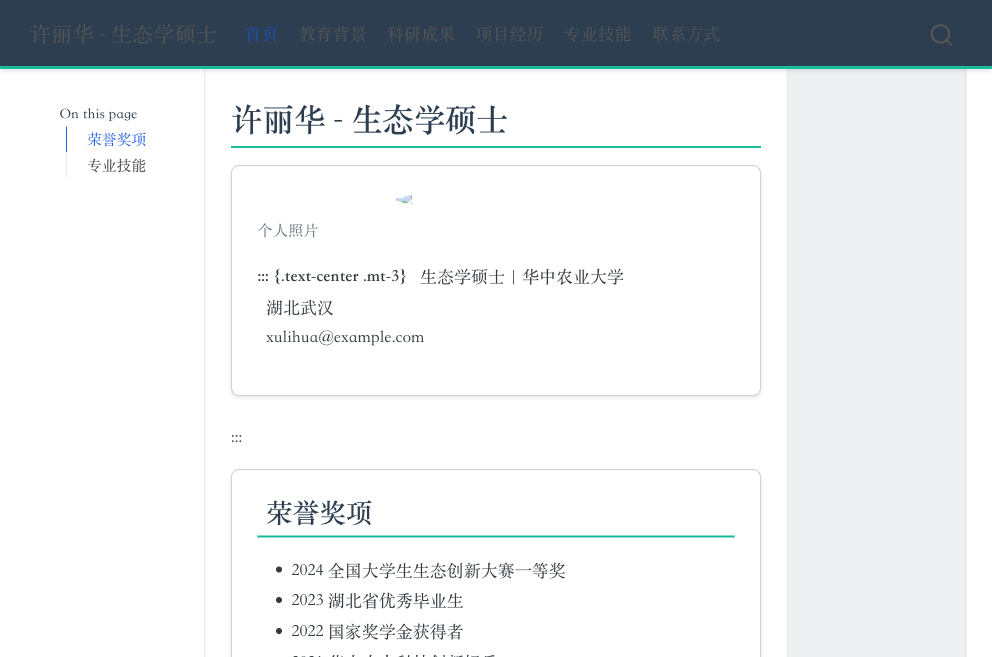 许丽华 - 生态学硕士 首页 教育背景 科研成果 项目经历 专业技能 联系方式
On this page
荣誉奖项
专业技能
许丽华 - 生态学硕士
个人照片
::: {.text-center .mt-3} 生态学硕士 | 华中农业大学
湖北武汉
xulihua@example.com
:::
荣誉奖项
2024 全国大学生生态创新大赛一等奖
2023 湖北省优秀毕业生
2022 国家奖学金获得者